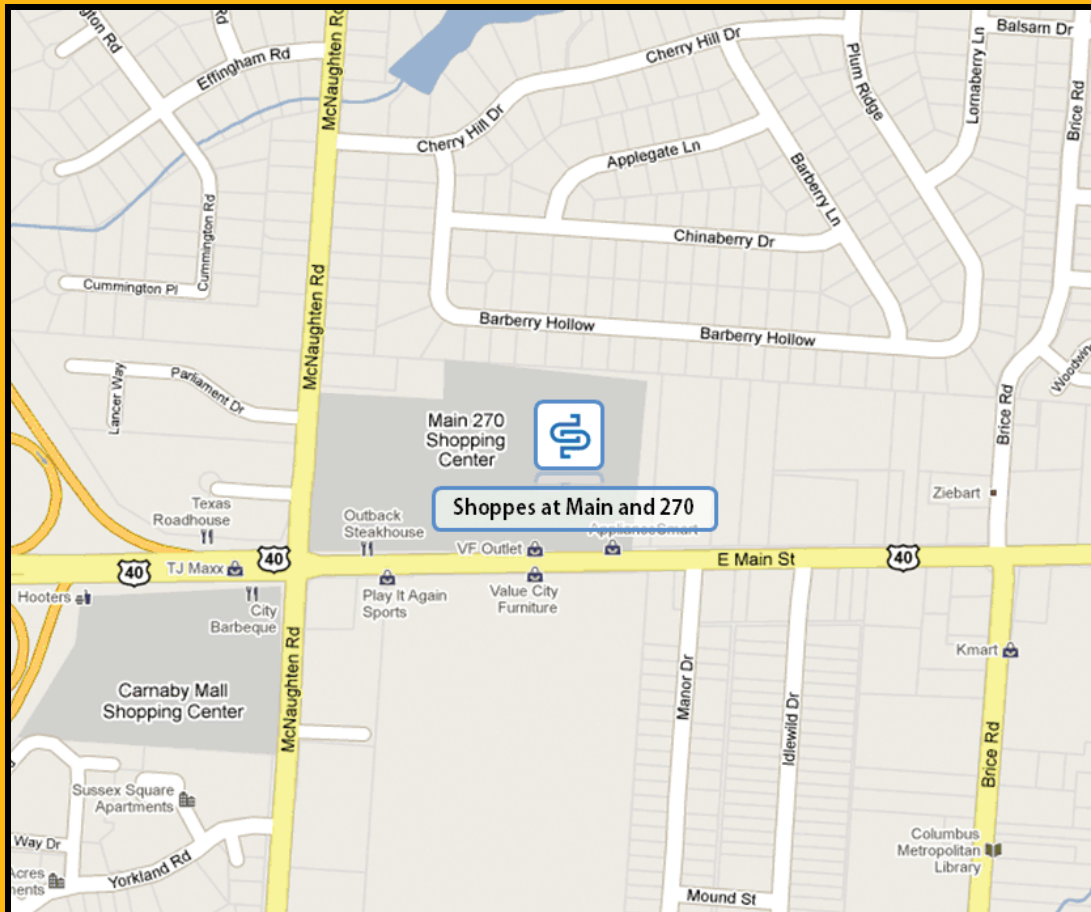 Rd
Effingham Rd
McNaughten Rd
Cherry Hill Dr
Balsam Dr
Plum Ridge
Lornaberry Ln
Brice Rd
Cherry Hill Dr
Applegate Ln
Barberry Ln
Cummington Rd
Chinaberry Dr
Cummington Pl
McNaughten Rd
Barberry Hollow
Barberry Hollow
Lancer Way
Parliament Dr
Brice Rd
Main 270
Shopping
Center
Shoppes at Main and 270
Ziebart
Texas
Roadhouse
Outback
Steakhouse
ApplianceSmart
VF Outlet
E Main St
40
40
40
TJ Maxx
Hooters
City
Barbeque
Play It Again
Sports
Value City
Furniture
McNaughten Rd
Kmart
Manor Dr
Idlewild Dr
Carnaby Mall
Shopping Center
Brice Rd
Sussex Square
Apartments
Way Dr
Yorkland Rd
Columbus
Metropolitan
Library
Mound St